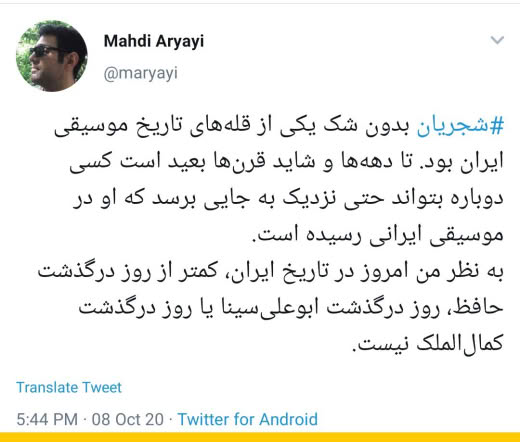 Mahdi Aryayi
@maryayi
#شجریان بدون شک یکی از قله‌های تاریخ موسیقی
ایران بود. تا دهه‌ها و شاید قرن‌ها بعید است کسی
دوباره بتواند حتی نزدیک به جایی برسد که او در
موسیقی ایرانی رسیده است.
به نظر من امروز در تاریخ ایران، کمتر از روز درگذشت
حافظ، روز درگذشت ابوعلی‌سینا یا روز درگذشت
کمال‌الملک نیست.
Translate Tweet
5:44 PM · 08 Oct 20 · Twitter for Android